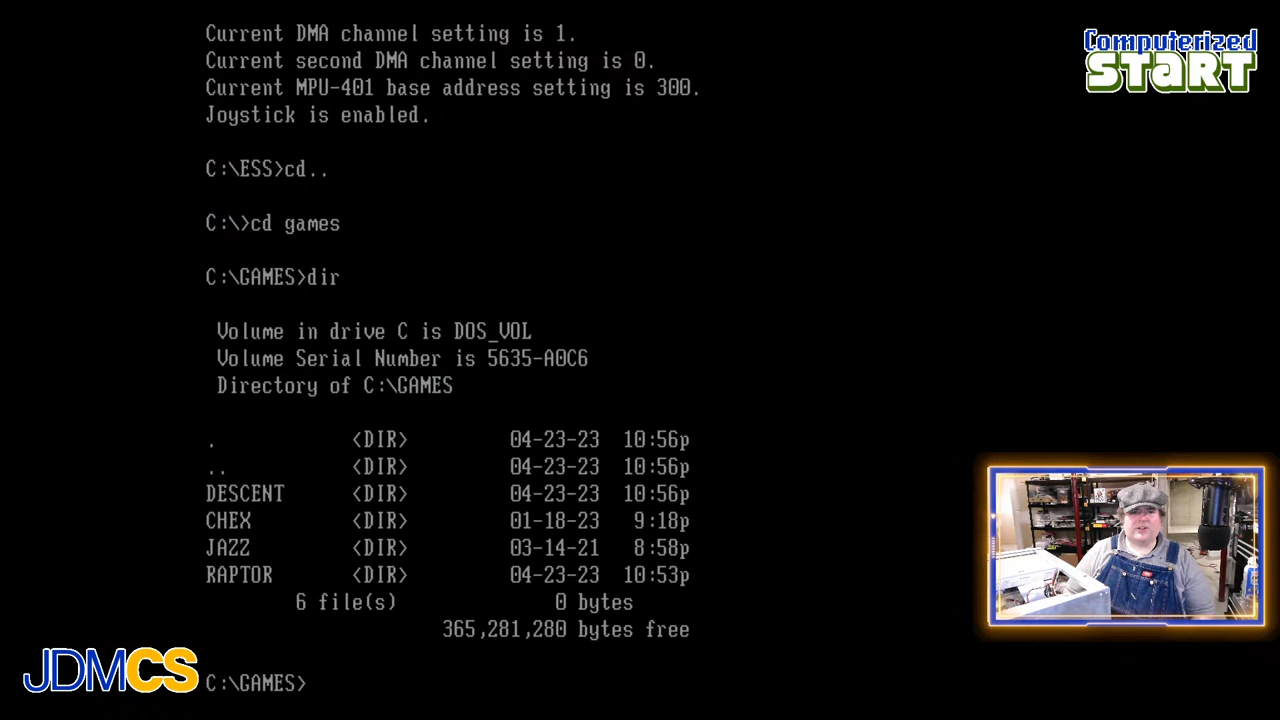 Current DMA channel setting is 1.
Current second DMA channel setting is 0.
Current MPU-401 base address setting is 300.
Joystick is enabled.
C:\ESS>cd..
C:\>cd games
C:\GAMES>dir
Volume in drive C is DOS_VOL
Volume Serial Number is 5635-A0C6
Directory of C:\GAMES
. <DIR> 04-23-23 10:56p
.. <DIR> 04-23-23 10:56p
DESCENT <DIR> 04-23-23 10:56p
CHEX <DIR> 01-18-23 9:18p
JAZZ <DIR> 03-14-21 8:58p
RAPTOR <DIR> 04-23-23 10:53p
6 file(s) 0 bytes
365,281,280 bytes free
C:\GAMES>
Computerized
START
JDMCS